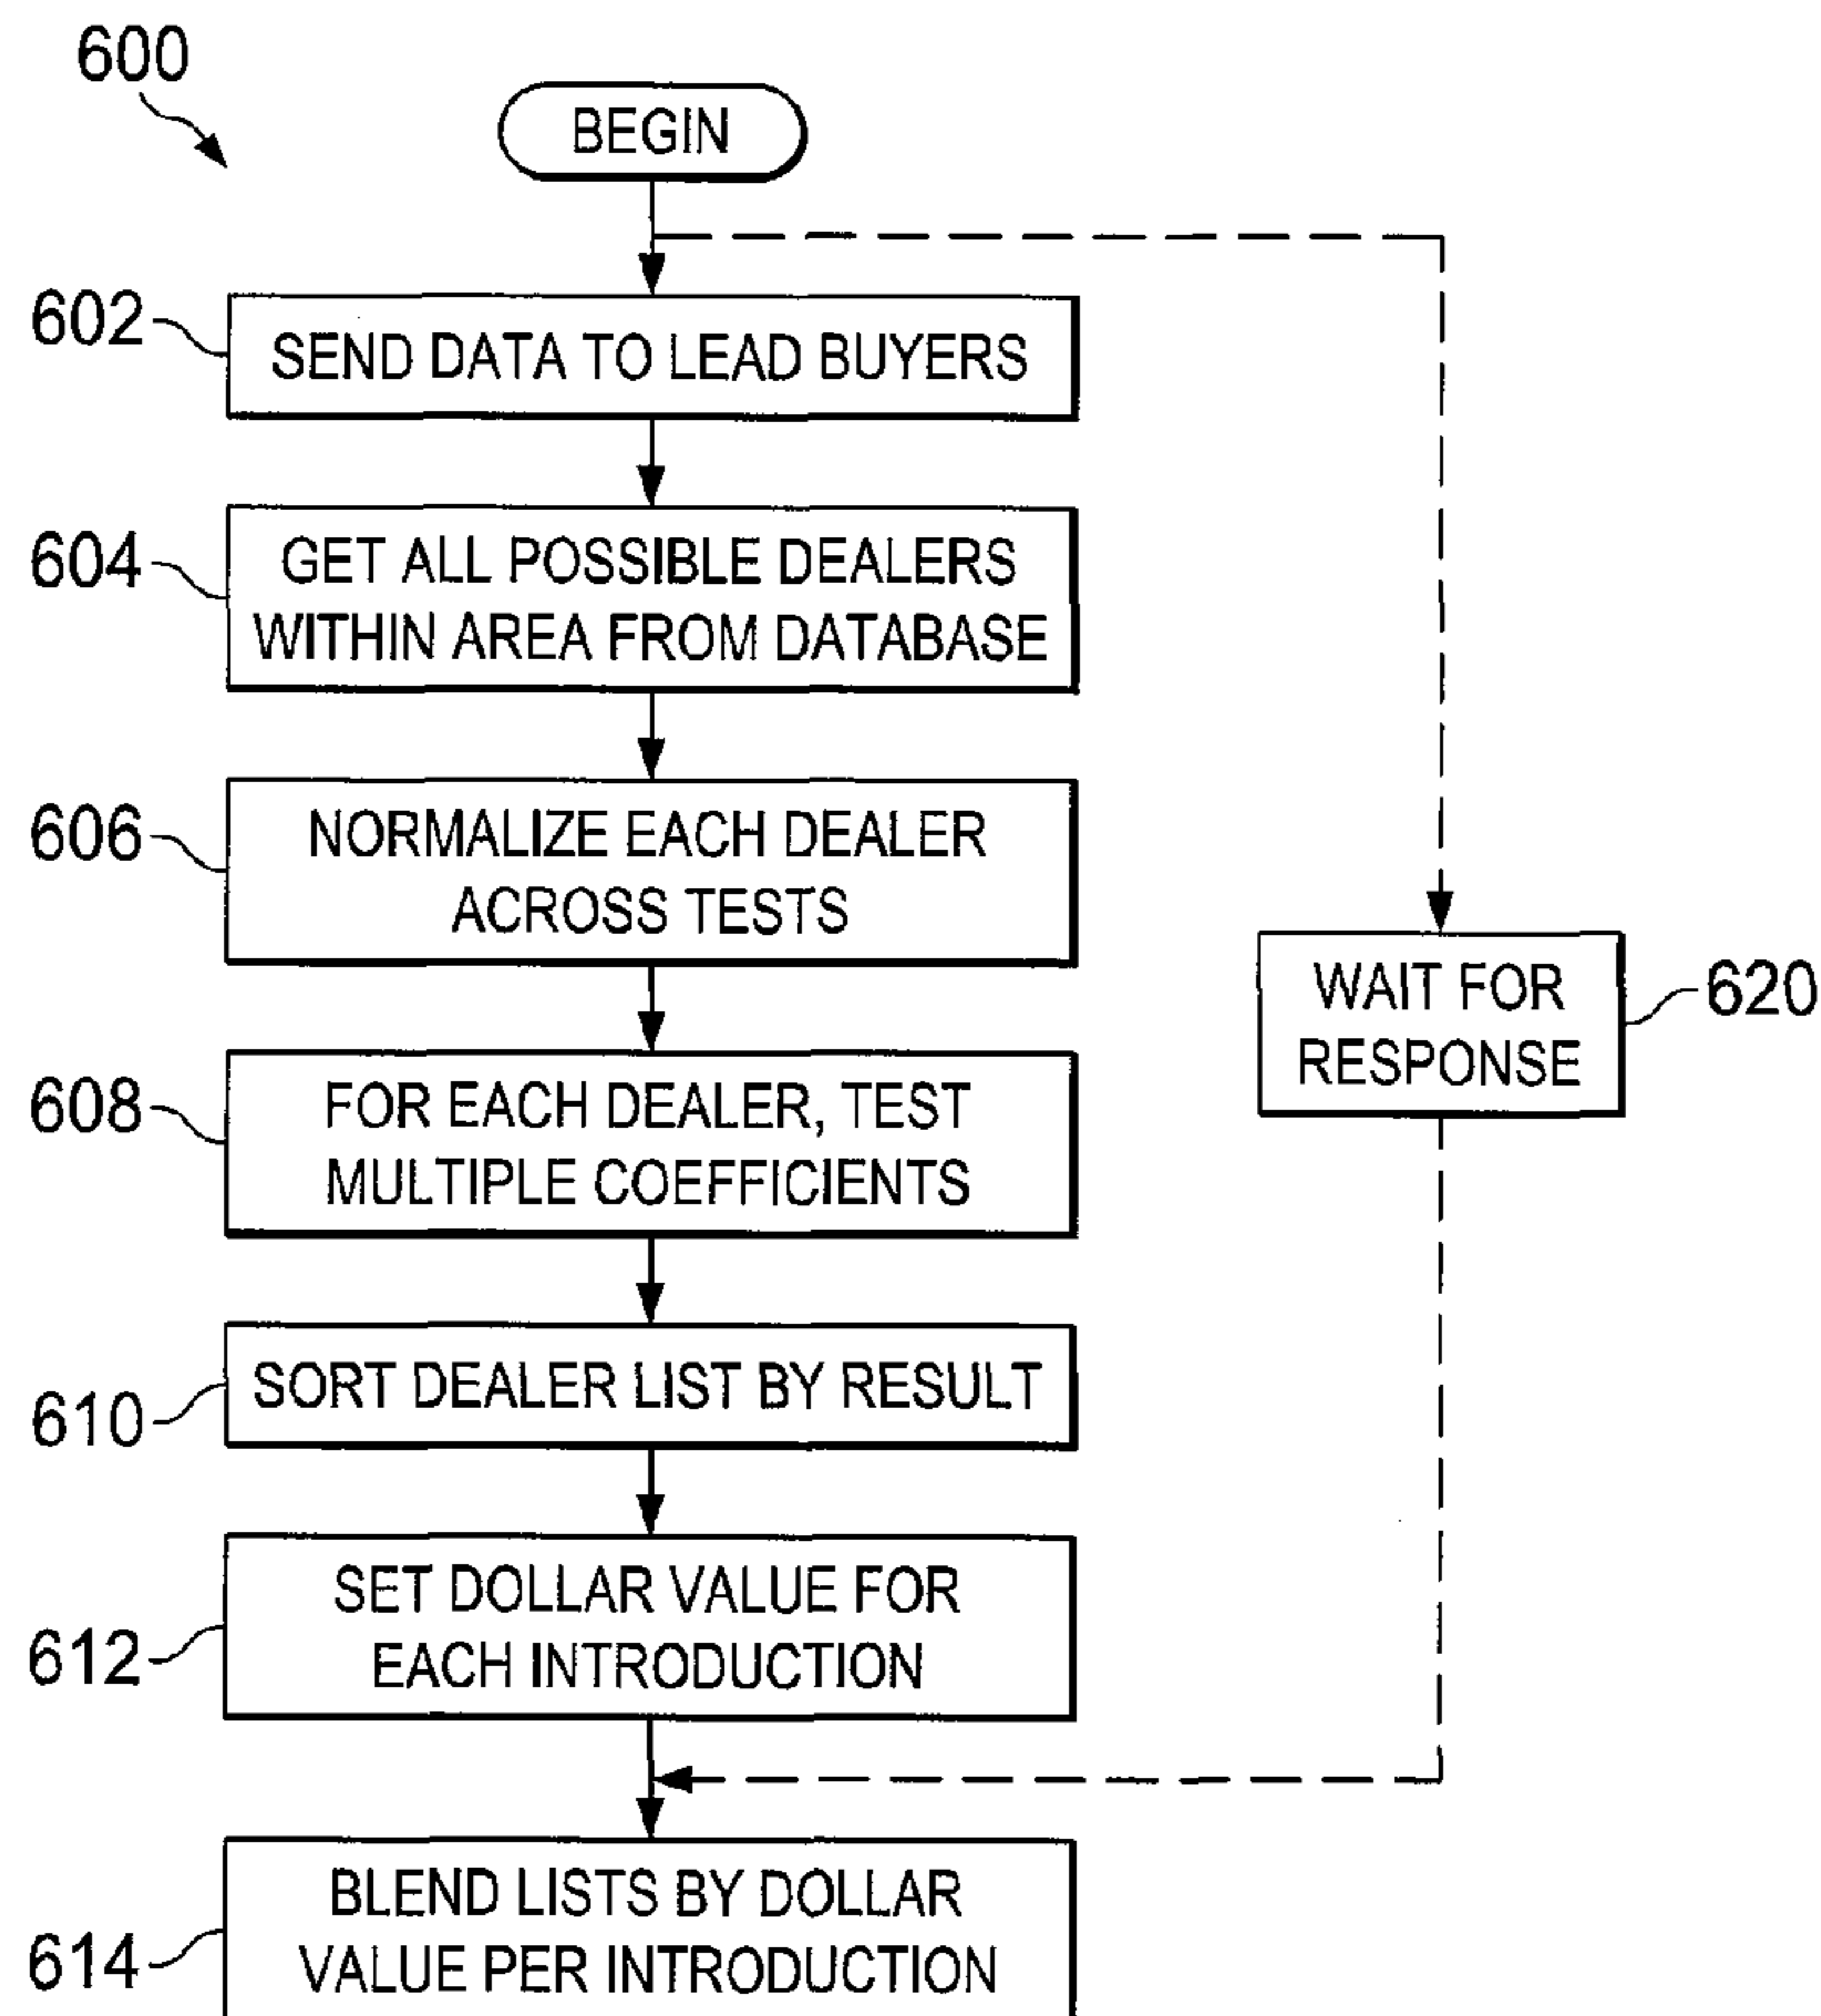 600
BEGIN
602
SEND DATA TO LEAD BUYERS
604
GET ALL POSSIBLE DEALERS
WITHIN AREA FROM DATABASE
606
NORMALIZE EACH DEALER
ACROSS TESTS
WAIT FOR
RESPONSE
620
608
FOR EACH DEALER, TEST
MULTIPLE COEFFICIENTS
610
SORT DEALER LIST BY RESULT
612
SET DOLLAR VALUE FOR
EACH INTRODUCTION
614
BLEND LISTS BY DOLLAR
VALUE PER INTRODUCTION